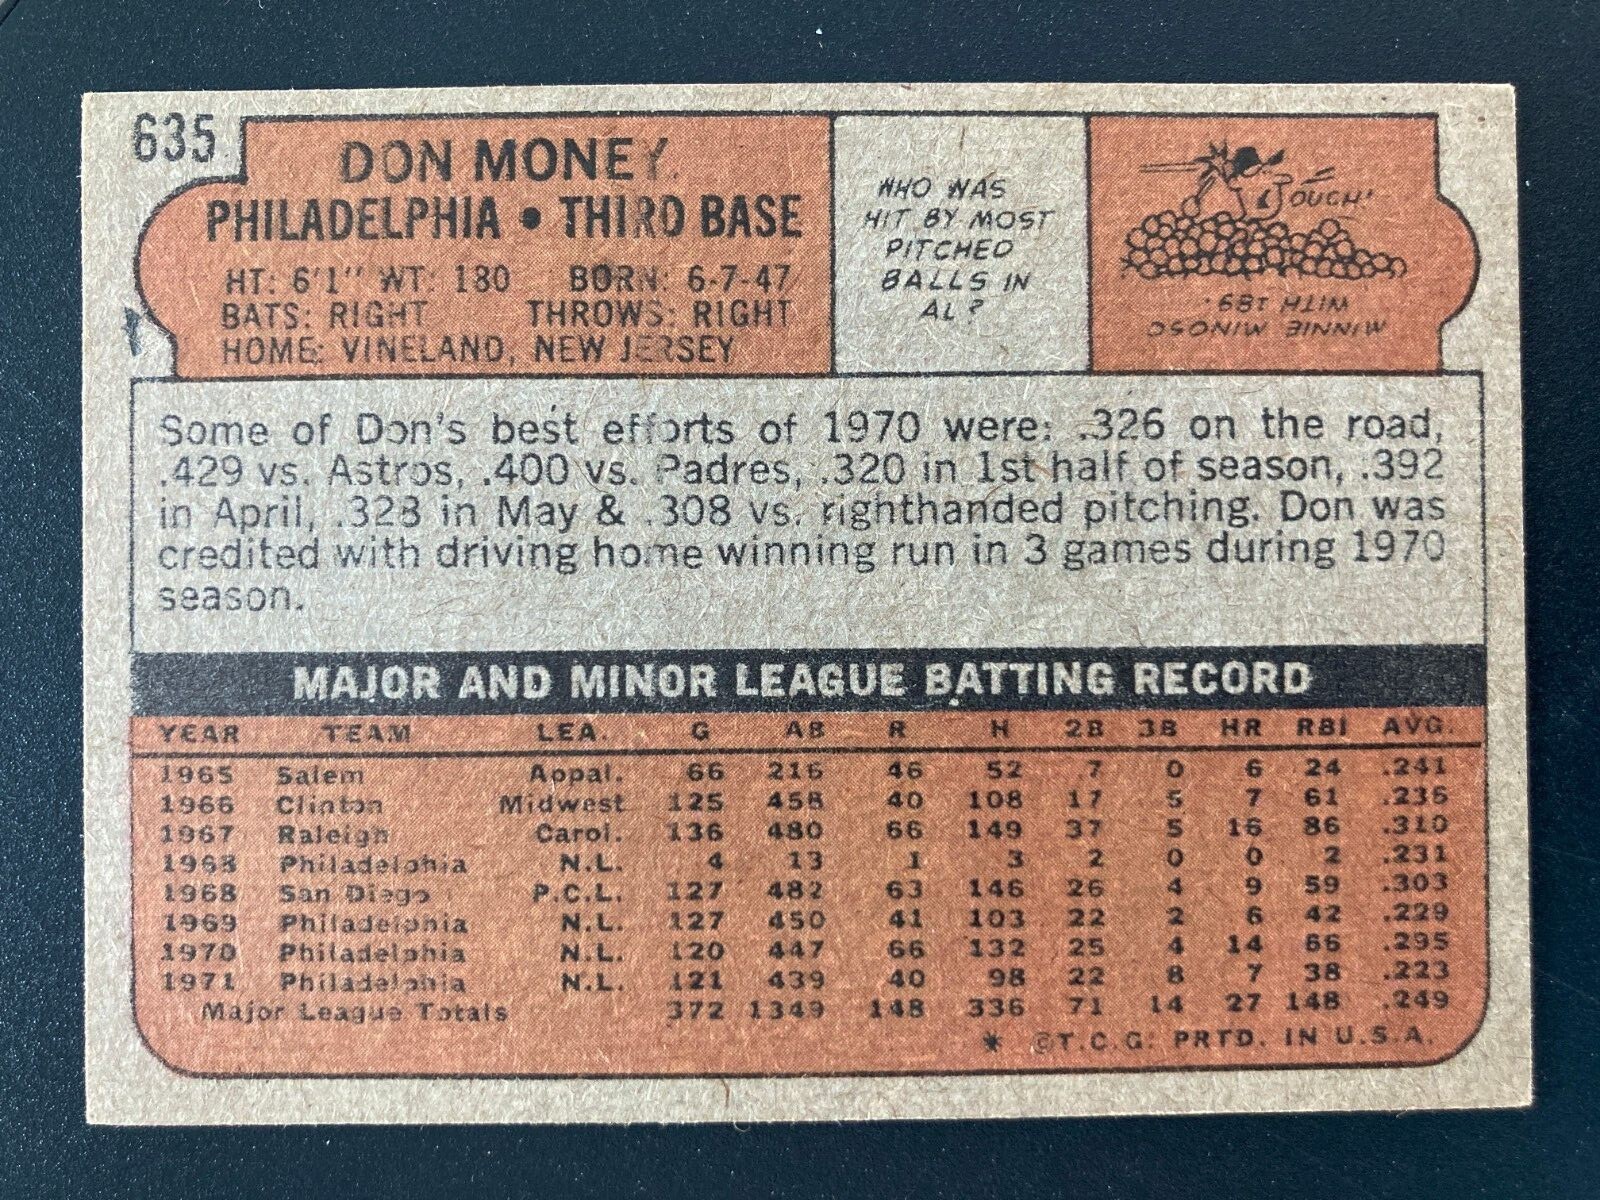 635
DON MONEY
PHILADELPHIA • THIRD BASE
HT: 6'1" WT: 180 BORN: 6-7-47
BATS: RIGHT THROWS: RIGHT
HOME: VINELAND, NEW JERSEY
WHO WAS
HIT BY MOST
PITCHED
BALLS IN
AL?
OUCH!
MINNIE MINOSO
WITH 189.
Some of Don's best efforts of 1970 were: .326 on the road,
.429 vs. Astros, .400 vs. Padres, .320 in 1st half of season, .392
in April, .328 in May & .308 vs. righthanded pitching. Don was
credited with driving home winning run in 3 games during 1970
season.
MAJOR AND MINOR LEAGUE BATTING RECORD
YEAR TEAM LEA. G AB R H 2B 3B HR RBI AVG.
1965 Salem Appal. 66 216 46 52 7 0 6 24 .241
1966 Clinton Midwest 125 458 40 108 17 5 7 61 .236
1967 Raleigh Carol. 136 480 66 149 37 5 16 86 .310
1968 Philadelphia N.L. 4 13 1 3 2 0 0 2 .231
1968 San Diego P.C.L. 127 482 63 146 26 4 9 59 .303
1969 Philadelphia N.L. 127 450 41 103 22 2 6 42 .229
1970 Philadelphia N.L. 120 447 66 132 25 4 14 66 .295
1971 Philadelphia N.L. 121 439 40 98 22 8 7 38 .223
Major League Totals 372 1349 148 336 71 14 27 148 .249
* ©T.C.G. PRTD. IN U.S.A.